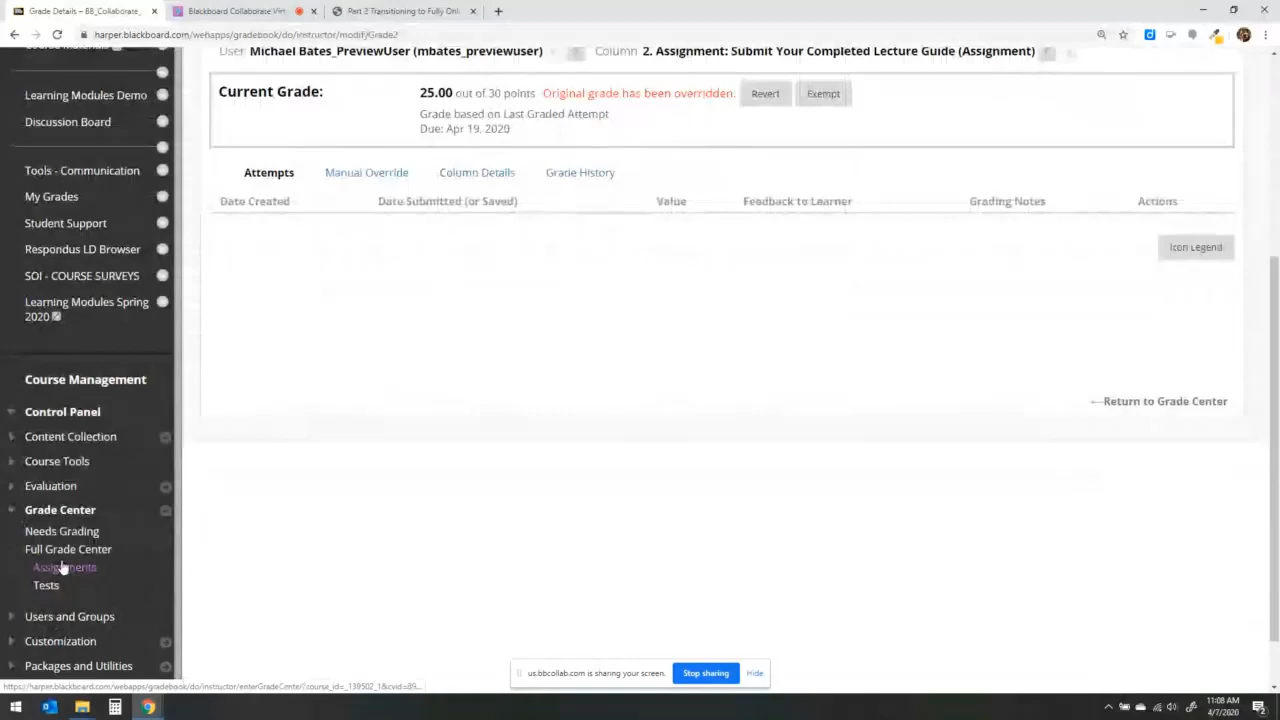 Grade Details – BB_Collaborate_
Blackboard Collaborate Virt
Part 2 Transitioning to Fully Onl
harper.blackboard.com/webapps/gradebook/do/instructor/modifyGrade2
User Michael Bates_PreviewUser (mbates_previewuser) Column 2. Assignment: Submit Your Completed Lecture Guide (Assignment)
Current Grade: 25.00 out of 30 points Original grade has been overridden. Revert Exempt
Grade based on Last Graded Attempt
Due: Apr 19, 2020
Attempts Manual Override Column Details Grade History
Date Created Date Submitted (or Saved) Value Feedback to Learner Grading Notes Actions
Icon Legend
Return to Grade Center
Learning Modules Demo
Discussion Board
Tools - Communication
My Grades
Student Support
Respondus LD Browser
SOI - COURSE SURVEYS
Learning Modules Spring
2020
Course Management
Control Panel
Content Collection
Course Tools
Evaluation
Grade Center
Needs Grading
Full Grade Center
Assignments
Tests
Users and Groups
Customization
Packages and Utilities
us.bbcollab.com is sharing your screen. Stop sharing Hide
11:08 AM
4/7/2020